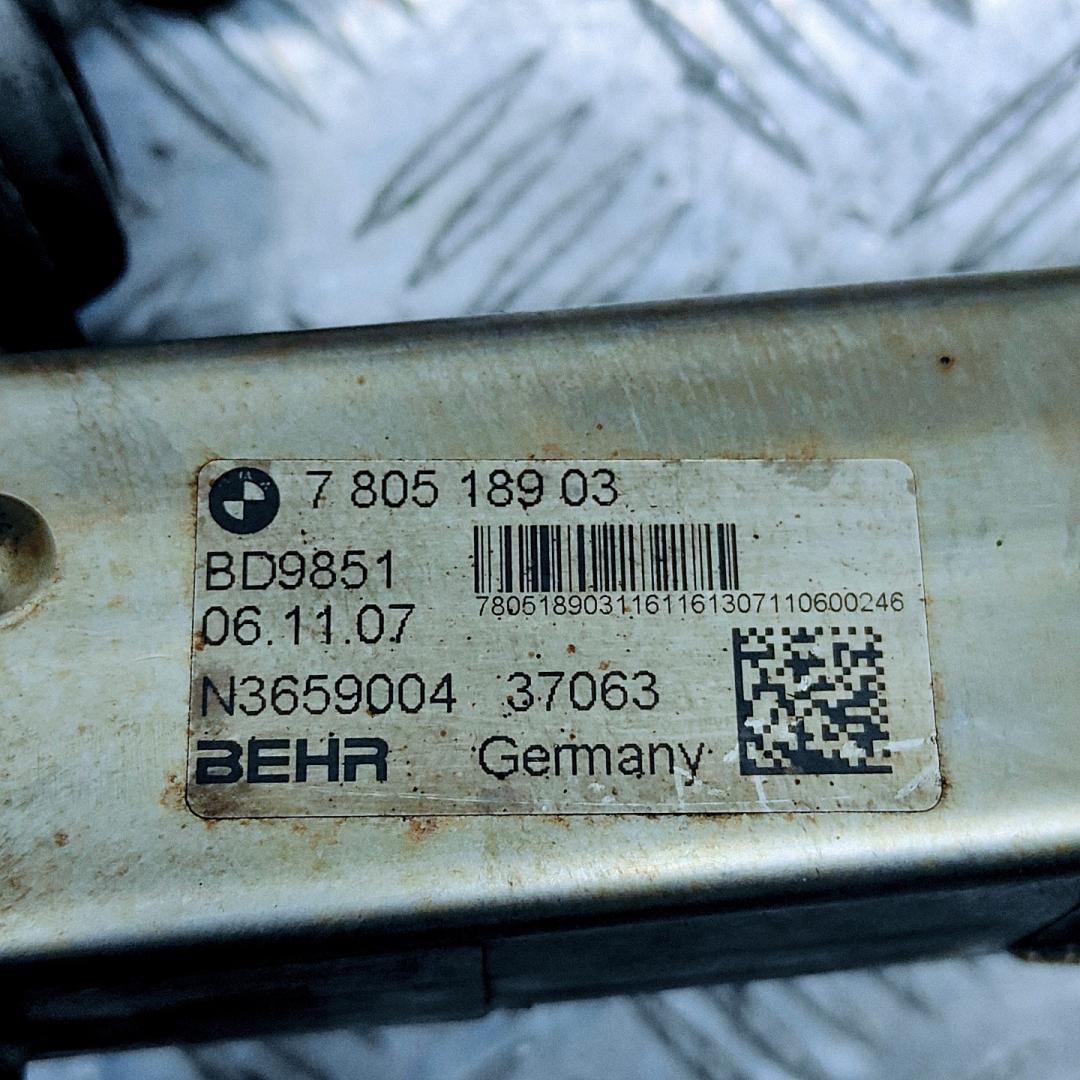 7 805 189 03
BD9851
7805189031161161307110600246
06.11.07
N3659004 37063
BEHR Germany